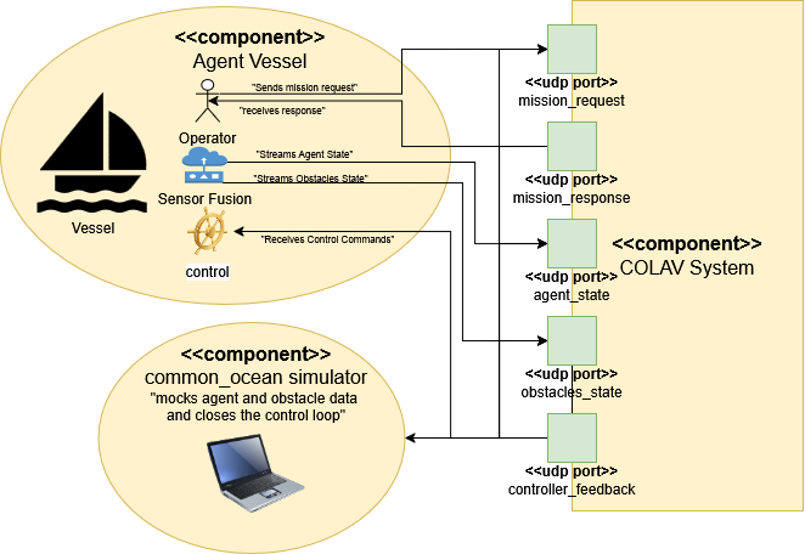 <<component>>
Agent Vessel
"Sends mission request"
"receives response"
Operator
"Streams Agent State"
"Streams Obstacles State"
Sensor Fusion
Vessel
"Receives Control Commands"
control
<<component>>
common_ocean simulator
"mocks agent and obstacle data
and closes the control loop"
<<udp port>>
mission_request
<<udp port>>
mission_response
<<component>>
COLAV System
<<udp port>>
agent_state
<<udp port>>
obstacles_state
<<udp port>>
controller_feedback